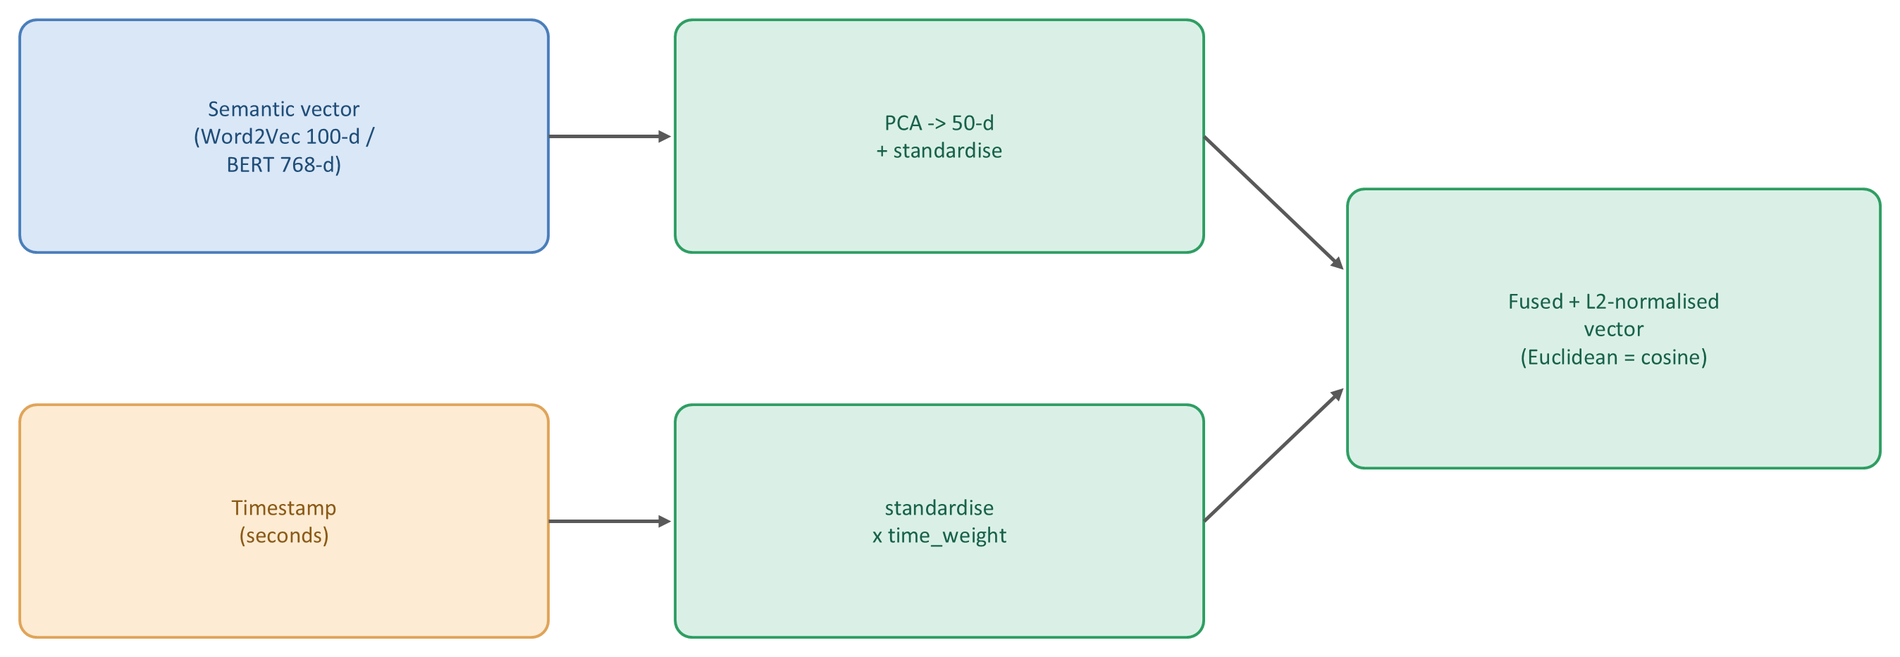 Semantic vector
(Word2Vec 100-d /
BERT 768-d)
PCA -> 50-d
+ standardise
Fused + L2-normalised
vector
(Euclidean = cosine)
Timestamp
(seconds)
standardise
x time_weight